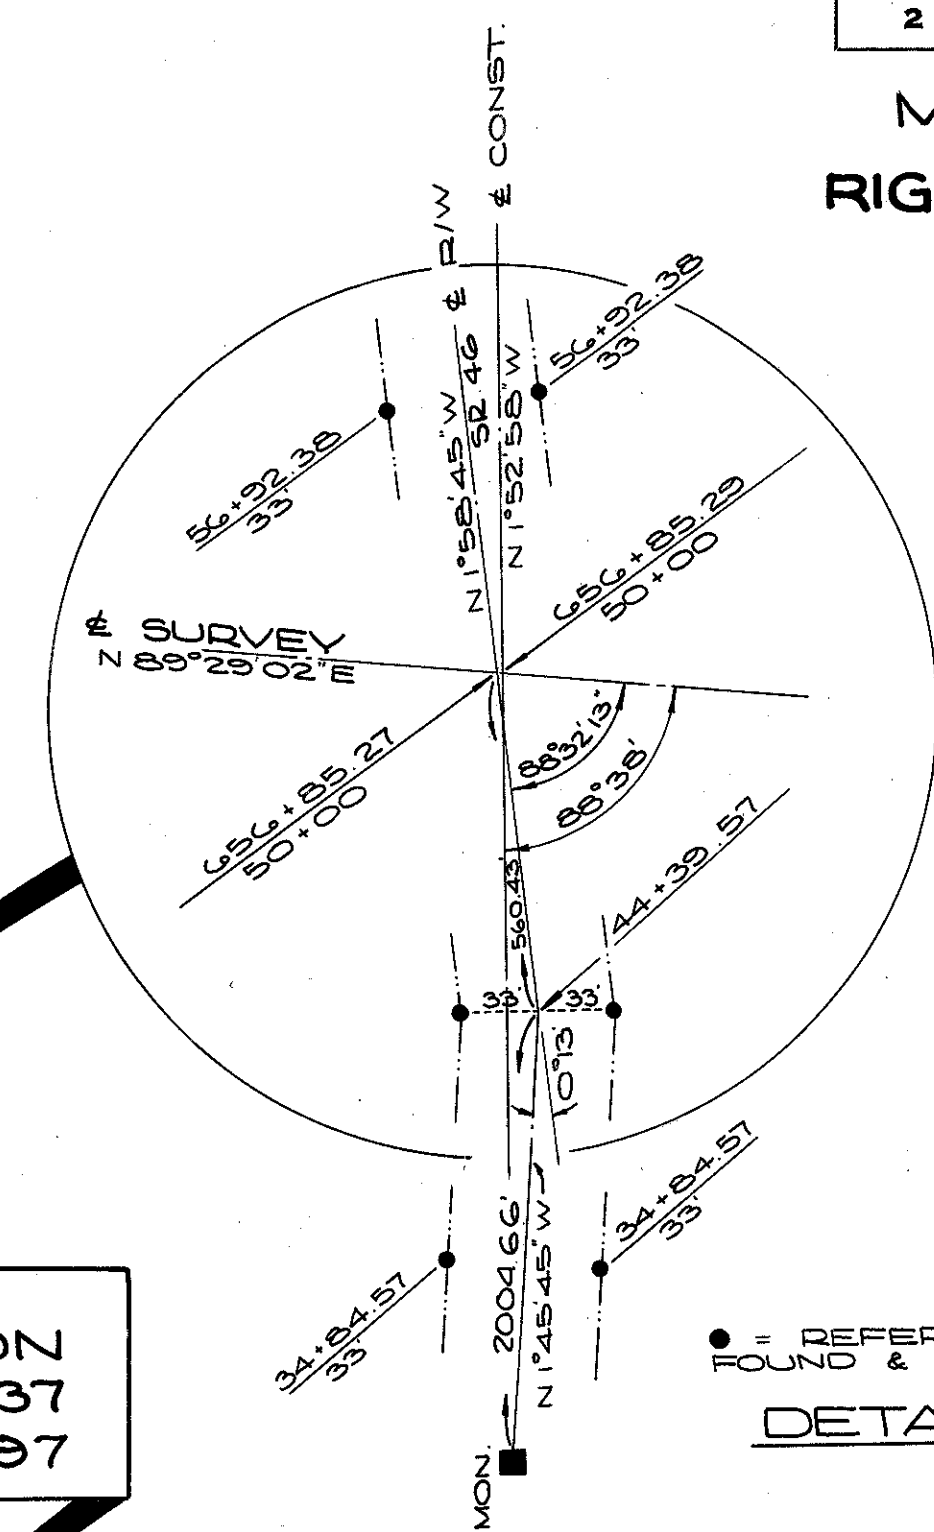 2
M
RIG
℄ CONST.
℄ R/W
SR 46
N 1°58'45" W
N 1°52'58" W
56+92.38
33'
56+92.38
33'
656+85.29
50+00
℄ SURVEY
N 89°29'02" E
656+85.27
50+00
88°32'13"
88°38'
44+39.57
560.43'
33'
33'
0°13'
34+84.57
33'
34+84.57
33'
2004.66'
N 1°45'45" W
MON.
ON
37
97
● = REFER
FOUND &
DETA